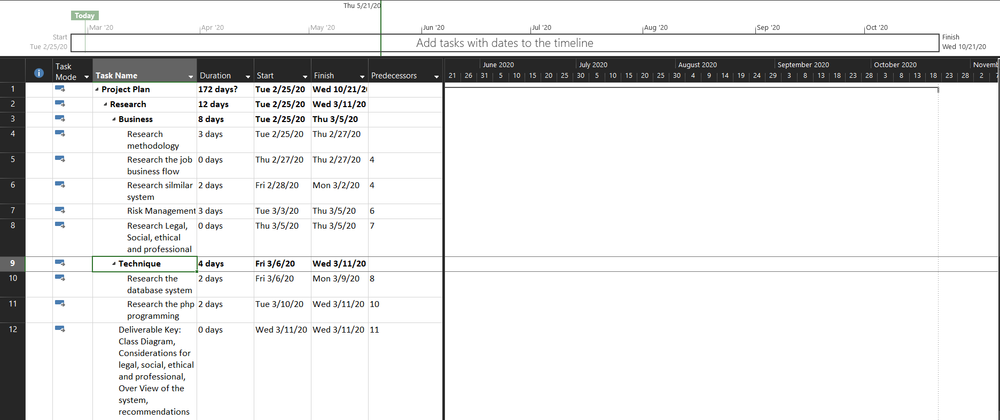 Thu 5/21/20
Today
Mar '20 Apr '20 May '20 Jun '20 Jul '20 Aug '20 Sep '20 Oct '20
Start
Tue 2/25/20
Add tasks with dates to the timeline
Finish
Wed 10/21/20
Task Mode Task Name Duration Start Finish Predecessors
June 2020 July 2020 August 2020 September 2020 October 2020 Novemb
21 26 31 5 10 15 20 25 30 5 10 15 20 25 30 4 9 14 19 24 29 3 8 13 18 23 28 3 8 13 18 23 28 2 7
1 Project Plan 172 days? Tue 2/25/20 Wed 10/21/20
2 Research 12 days Tue 2/25/20 Wed 3/11/20
3 Business 8 days Tue 2/25/20 Thu 3/5/20
4 Research 3 days Tue 2/25/20 Thu 2/27/20
methodology
5 Research the job 0 days Thu 2/27/20 Thu 2/27/20 4
business flow
6 Research silmilar 2 days Fri 2/28/20 Mon 3/2/20 4
system
7 Risk Management 3 days Tue 3/3/20 Thu 3/5/20 6
8 Research Legal, 0 days Thu 3/5/20 Thu 3/5/20 7
Social, ethical
and professional
9 Technique 4 days Fri 3/6/20 Wed 3/11/20
10 Research the 2 days Fri 3/6/20 Mon 3/9/20 8
database system
11 Research the php 2 days Tue 3/10/20 Wed 3/11/20 10
programming
12 Deliverable Key: 0 days Wed 3/11/20 Wed 3/11/20 11
Class Diagram,
Considerations for
legal, social, ethical
and professional,
Over View of the
system,
recommendations